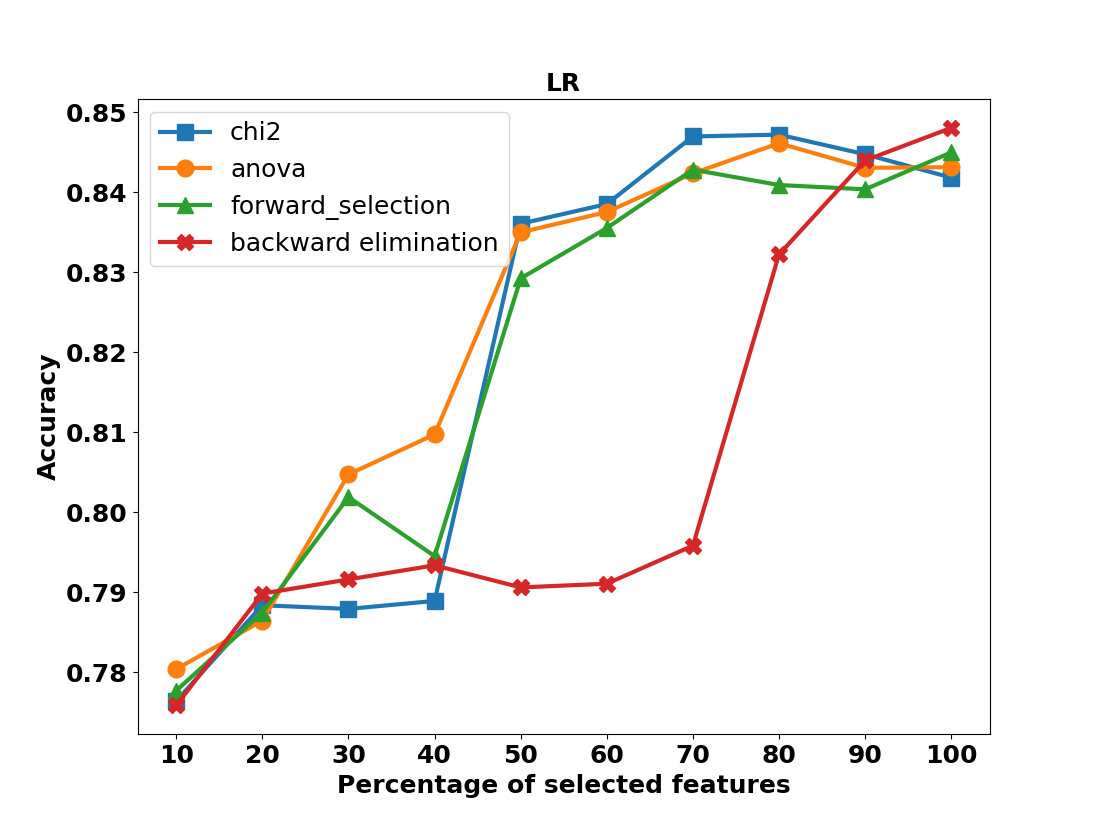 LR
0.85
0.84
0.83
0.82
0.81
0.80
0.79
0.78
Accuracy
chi2
anova
forward_selection
backward elimination
10 20 30 40 50 60 70 80 90 100
Percentage of selected features